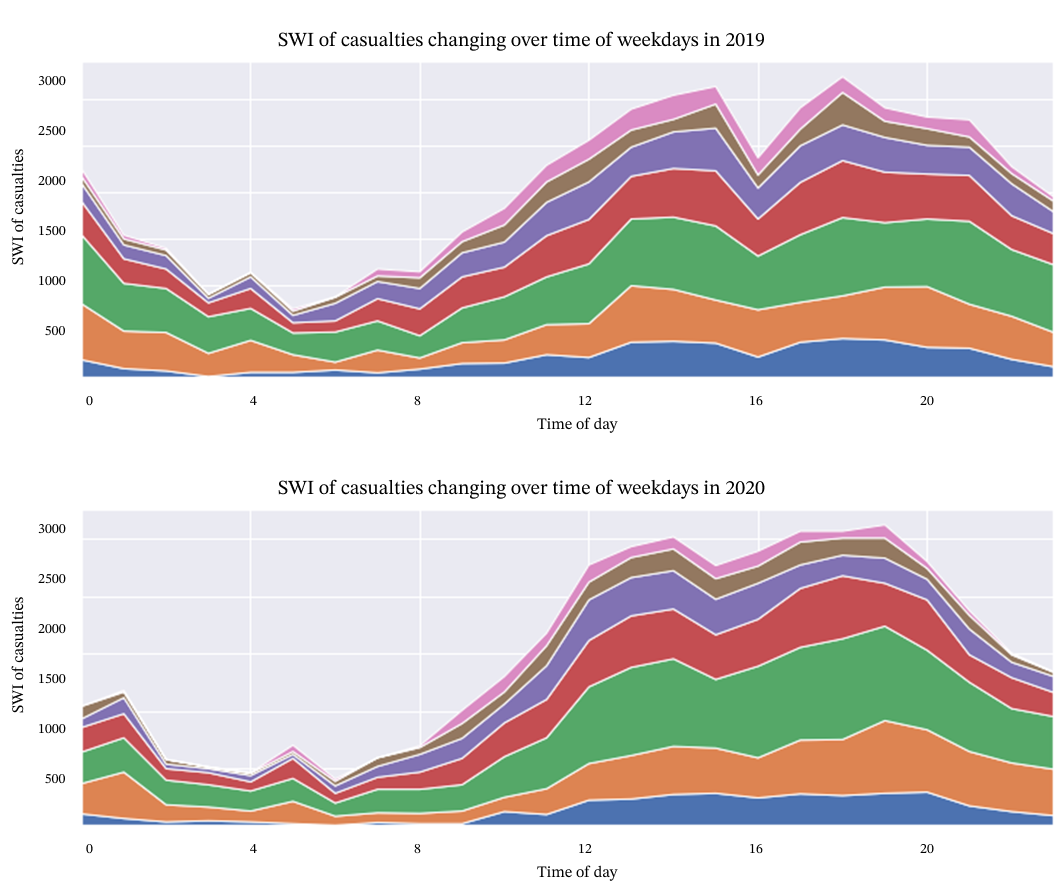 SWI of casualties changing over time of weekdays in 2019
3000
2500
2000
1500
1000
500
SWI of casualties
0 4 8 12 16 20
Time of day
SWI of casualties changing over time of weekdays in 2020
3000
2500
2000
1500
1000
500
SWI of casualties
0 4 8 12 16 20
Time of day